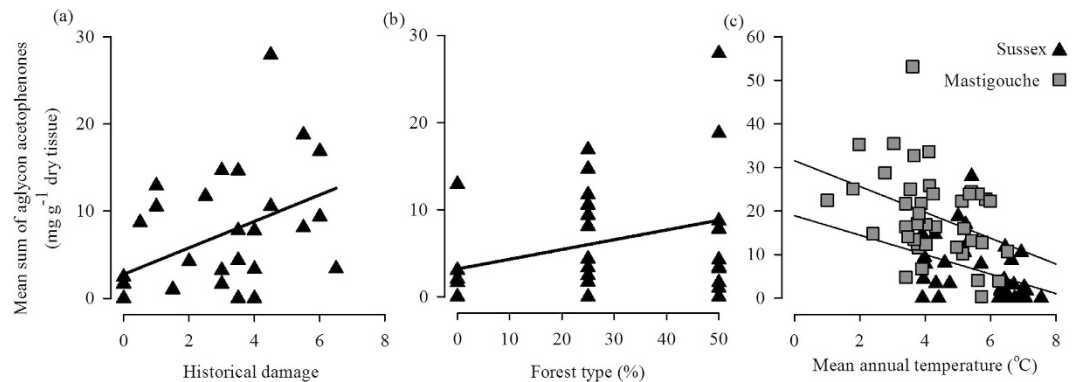 (a)
(b)
(c)
Mean sum of aglycon acetophenones
(mg g⁻¹ dry tissue)
30
20
10
0
0 2 4 6 8
Historical damage
30
20
10
0
0 10 20 30 40 50
Forest type (%)
60
50
40
30
20
10
0
0 2 4 6 8
Mean annual temperature (°C)
Sussex
Mastigouche